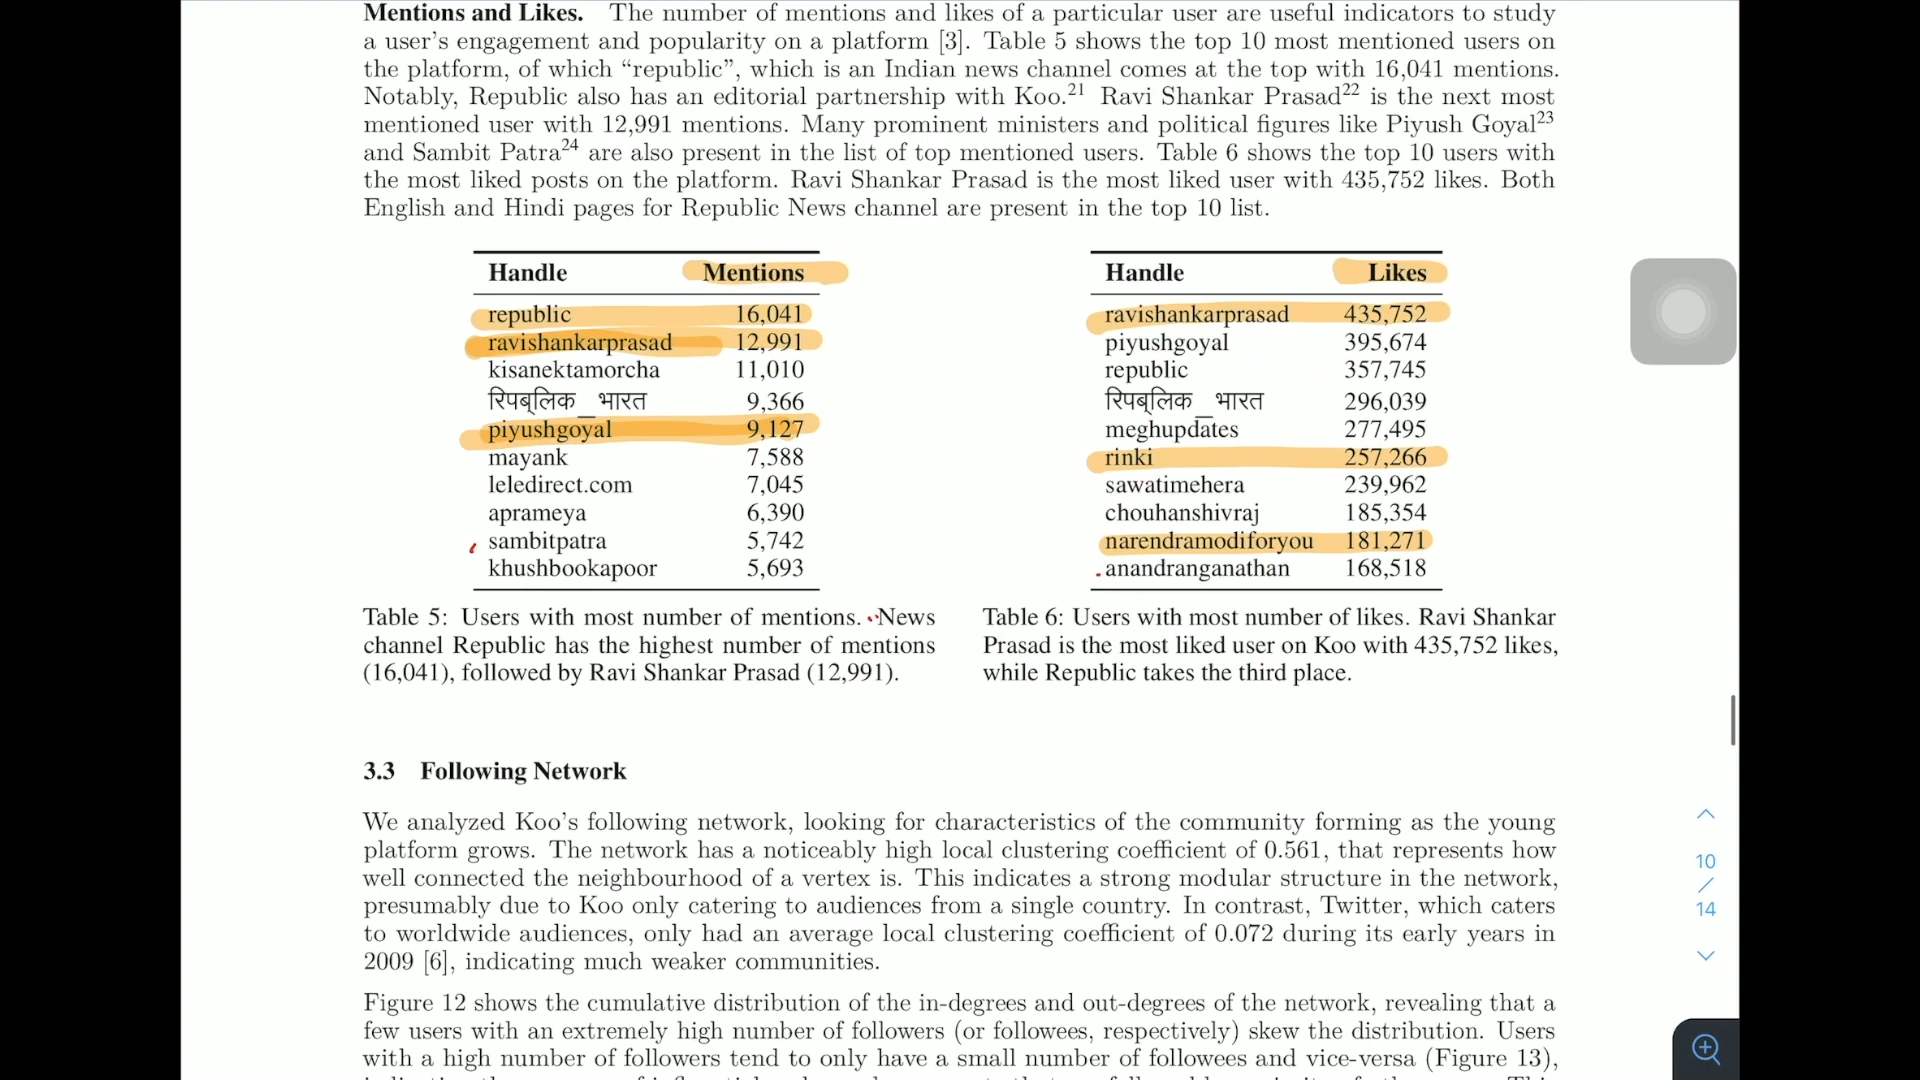 Mentions and Likes. The number of mentions and likes of a particular user are useful indicators to study
a user's engagement and popularity on a platform [3]. Table 5 shows the top 10 most mentioned users on
the platform, of which “republic”, which is an Indian news channel comes at the top with 16,041 mentions.
Notably, Republic also has an editorial partnership with Koo.21 Ravi Shankar Prasad22 is the next most
mentioned user with 12,991 mentions. Many prominent ministers and political figures like Piyush Goyal23
and Sambit Patra24 are also present in the list of top mentioned users. Table 6 shows the top 10 users with
the most liked posts on the platform. Ravi Shankar Prasad is the most liked user with 435,752 likes. Both
English and Hindi pages for Republic News channel are present in the top 10 list.
Handle Mentions
republic 16,041
ravishankarprasad 12,991
kisanektamorcha 11,010
रिपब्लिक_भारत 9,366
piyushgoyal 9,127
mayank 7,588
leledirect.com 7,045
aprameya 6,390
sambitpatra 5,742
khushbookapoor 5,693
Table 5: Users with most number of mentions. News
channel Republic has the highest number of mentions
(16,041), followed by Ravi Shankar Prasad (12,991).
Handle Likes
ravishankarprasad 435,752
piyushgoyal 395,674
republic 357,745
रिपब्लिक_भारत 296,039
meghupdates 277,495
rinki 257,266
sawatimehera 239,962
chouhanshivraj 185,354
narendramodiforyou 181,271
anandranganathan 168,518
Table 6: Users with most number of likes. Ravi Shankar
Prasad is the most liked user on Koo with 435,752 likes,
while Republic takes the third place.
3.3 Following Network
We analyzed Koo's following network, looking for characteristics of the community forming as the young
platform grows. The network has a noticeably high local clustering coefficient of 0.561, that represents how
well connected the neighbourhood of a vertex is. This indicates a strong modular structure in the network,
presumably due to Koo only catering to audiences from a single country. In contrast, Twitter, which caters
to worldwide audiences, only had an average local clustering coefficient of 0.072 during its early years in
2009 [6], indicating much weaker communities.
Figure 12 shows the cumulative distribution of the in-degrees and out-degrees of the network, revealing that a
few users with an extremely high number of followers (or followees, respectively) skew the distribution. Users
with a high number of followers tend to only have a small number of followees and vice-versa (Figure 13),
10
/
14